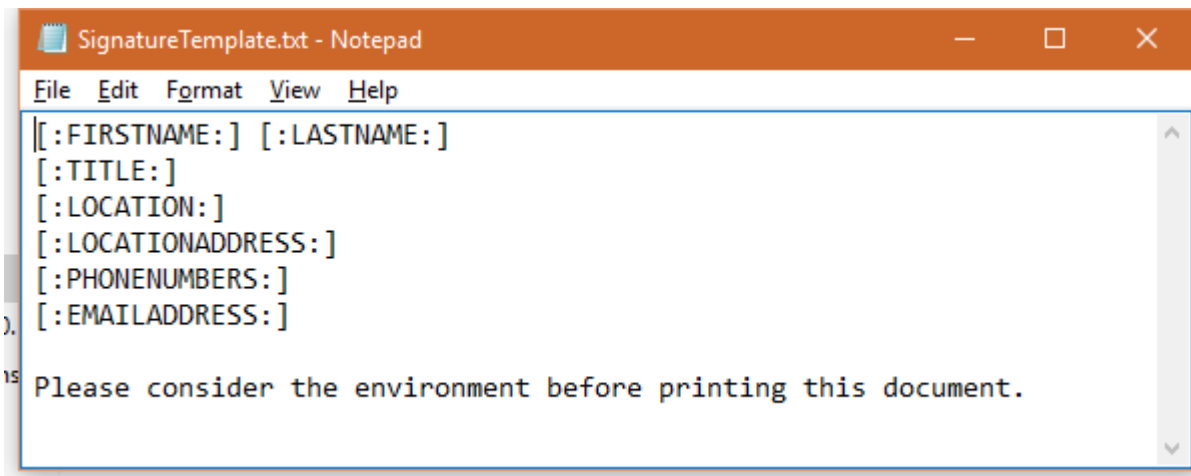 SignatureTemplate.txt - Notepad
File Edit Format View Help
[:FIRSTNAME:] [:LASTNAME:]
[:TITLE:]
[:LOCATION:]
[:LOCATIONADDRESS:]
[:PHONENUMBERS:]
[:EMAILADDRESS:]
Please consider the environment before printing this document.